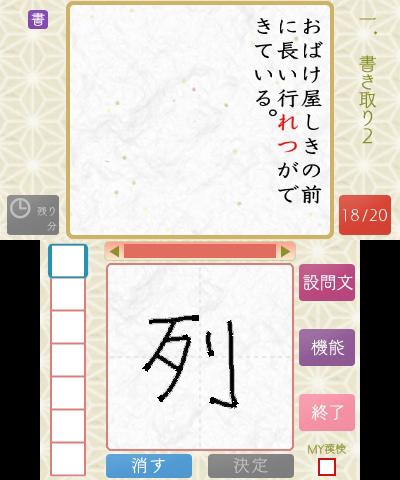 書
一．書き取り2
おばけ屋しきの前
に長い行れつがで
きている。
残り
分
18/20
列
設問文
機能
終了
MY漢検
消す
決定